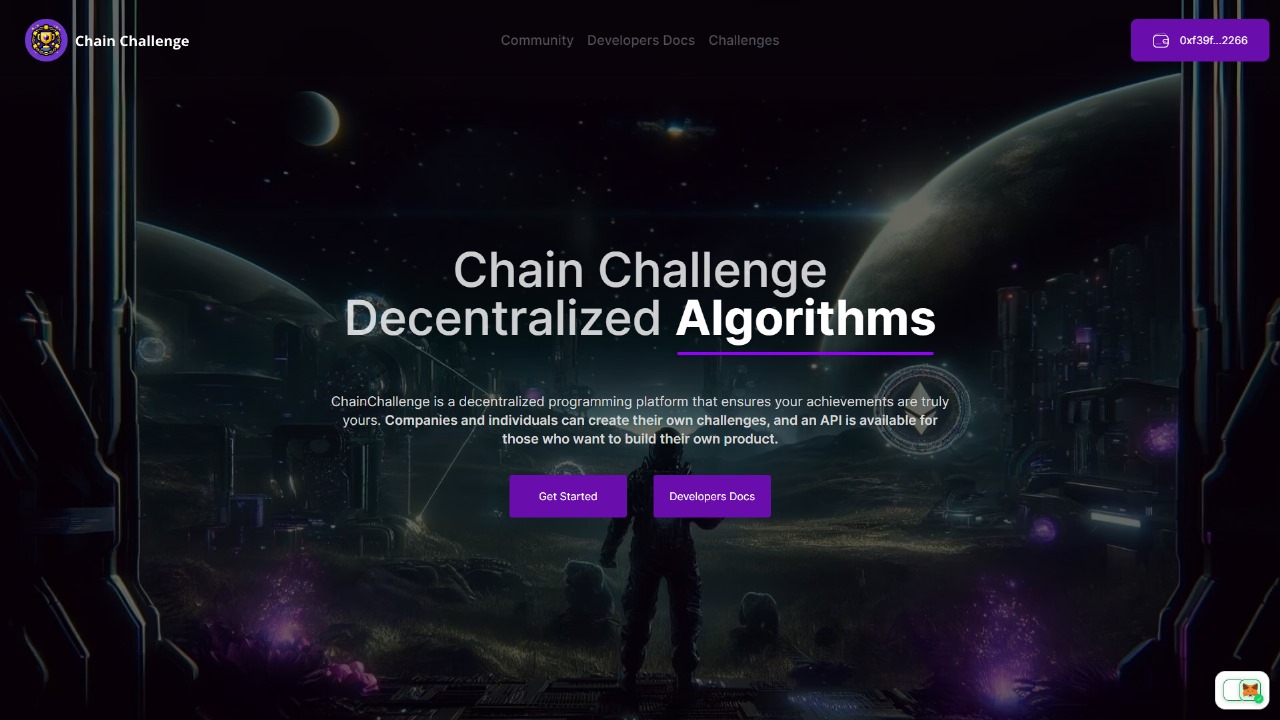 Chain Challenge
Community
Developers Docs
Challenges
0xf39f...2266
Chain Challenge
Decentralized Algorithms
ChainChallenge is a decentralized programming platform that ensures your achievements are truly
yours. Companies and individuals can create their own challenges, and an API is available for
those who want to build their own product.
Get Started
Developers Docs